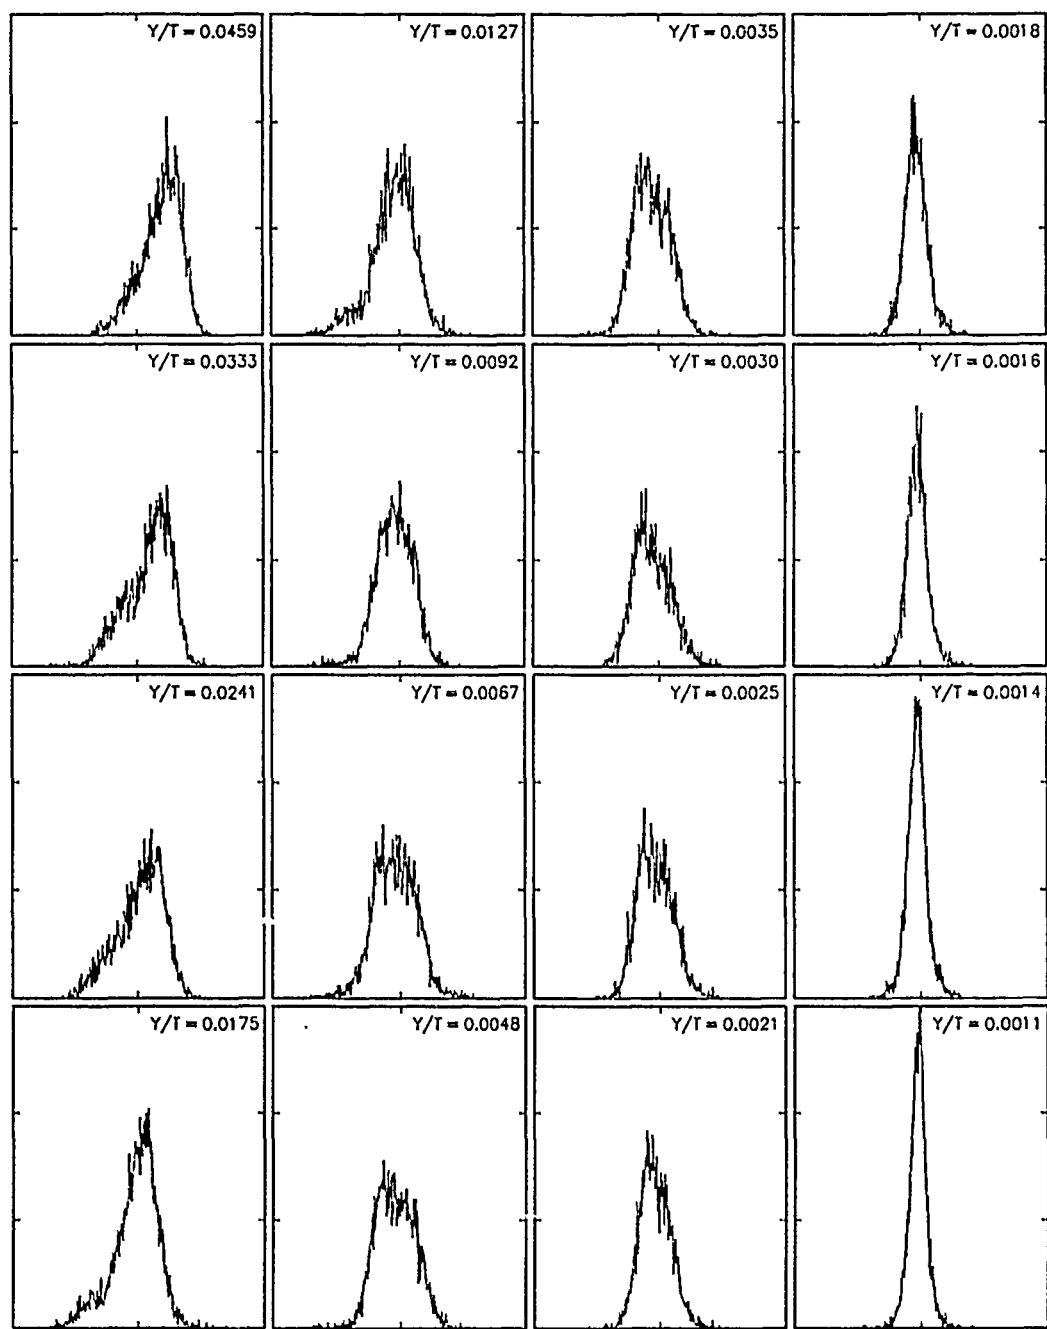 Y/T = 0.0459
Y/T = 0.0127
Y/T = 0.0035
Y/T = 0.0018
Y/T = 0.0333
Y/T = 0.0092
Y/T = 0.0030
Y/T = 0.0016
Y/T = 0.0241
Y/T = 0.0067
Y/T = 0.0025
Y/T = 0.0014
Y/T = 0.0175
Y/T = 0.0048
Y/T = 0.0021
Y/T = 0.0011